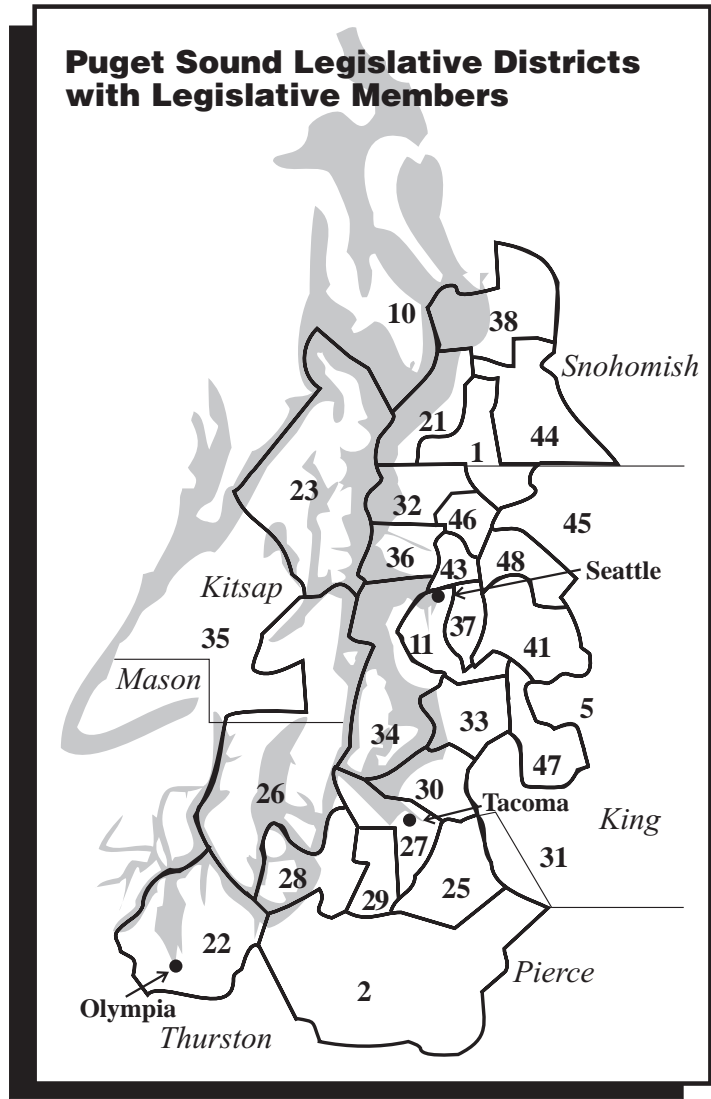 Puget Sound Legislative Districts
with Legislative Members
10
38
Snohomish
21
44
1
23
32
46
45
36
43
48
Seattle
Kitsap
37
35
11
41
Mason
5
33
34
47
26
30
Tacoma
King
27
31
28
25
29
22
Pierce
2
Olympia
Thurston